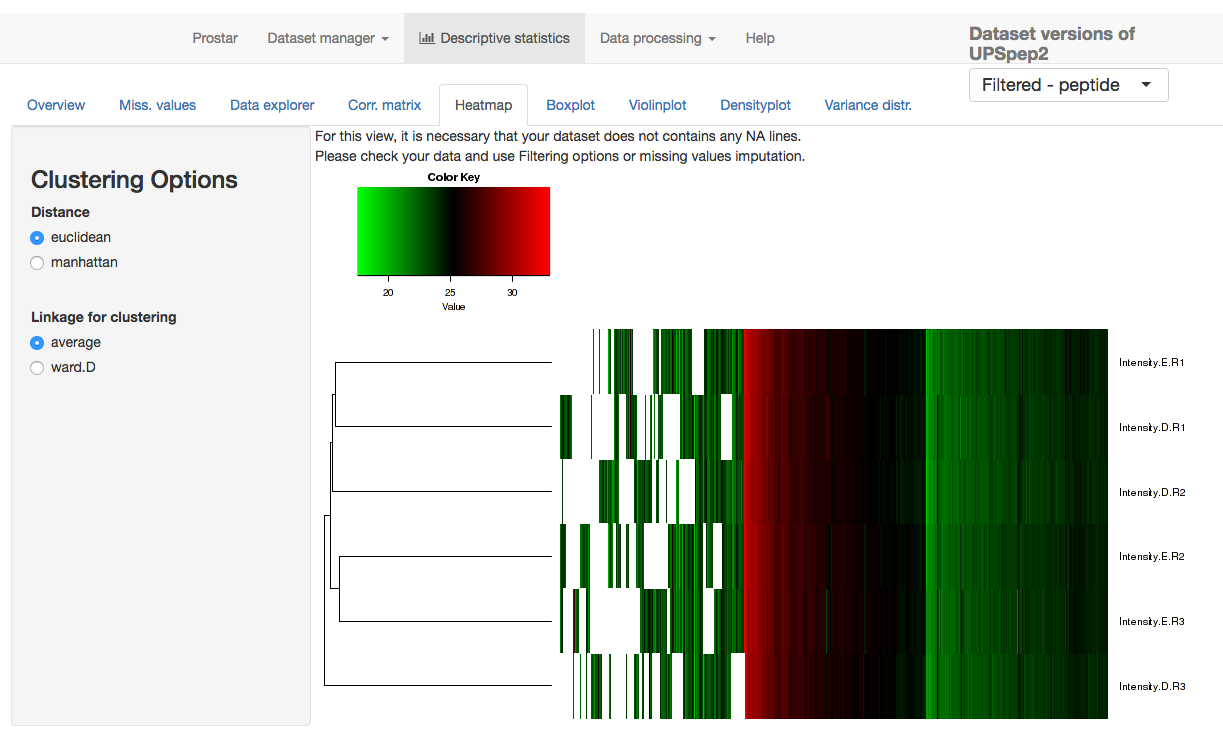 Prostar Dataset manager Descriptive statistics Data processing Help
Dataset versions of
UPSpep2
Filtered - peptide
Overview Miss. values Data explorer Corr. matrix Heatmap Boxplot Violinplot Densityplot Variance distr.
Clustering Options
Distance
euclidean
manhattan
Linkage for clustering
average
ward.D
For this view, it is necessary that your dataset does not contains any NA lines.
Please check your data and use Filtering options or missing values imputation.
Color Key
20 25 30
Value
Intensity.E.R1
Intensity.D.R1
Intensity.D.R2
Intensity.E.R2
Intensity.E.R3
Intensity.D.R3